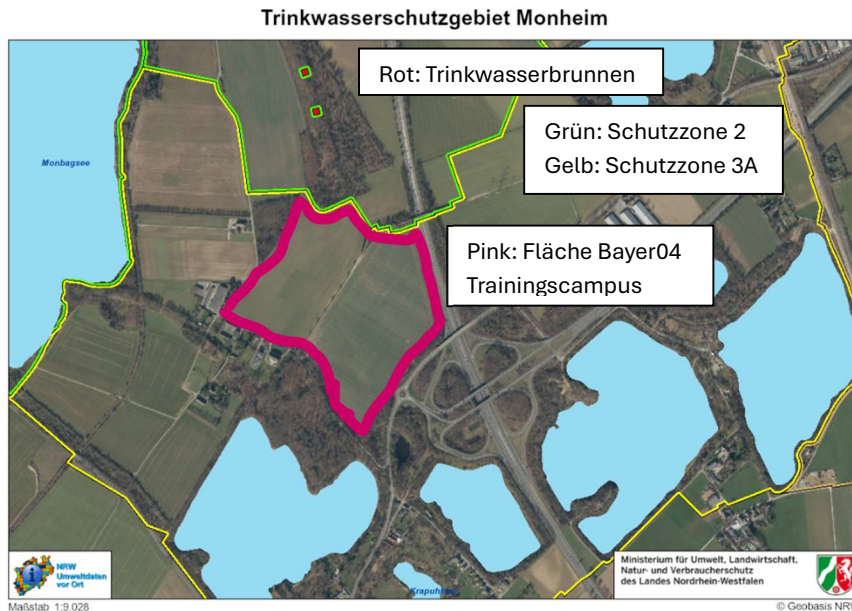 Trinkwasserschutzgebiet Monheim
Rot: Trinkwasserbrunnen
Grün: Schutzzone 2
Gelb: Schutzzone 3A
Monbagsee
Pink: Fläche Bayer04
Trainingscampus
NRW
Umweltdaten
vor Ort
Ministerium für Umwelt, Landwirtschaft,
Natur- und Verbraucherschutz
des Landes Nordrhein-Westfalen
Maßstab 1:9.028
© Geobasis NRW